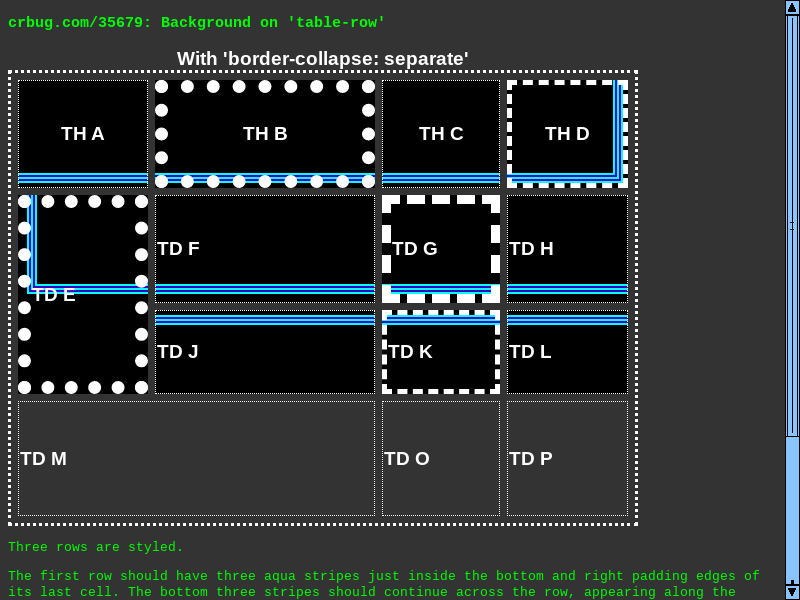 crbug.com/35679: Background on 'table-row'
With 'border-collapse: separate'
TH A TH B TH C TH D
TD E
TD F TD G TD H
TD J TD K TD L
TD M TD O TD P
Three rows are styled.
The first row should have three aqua stripes just inside the bottom and right padding edges of
its last cell. The bottom three stripes should continue across the row, appearing along the